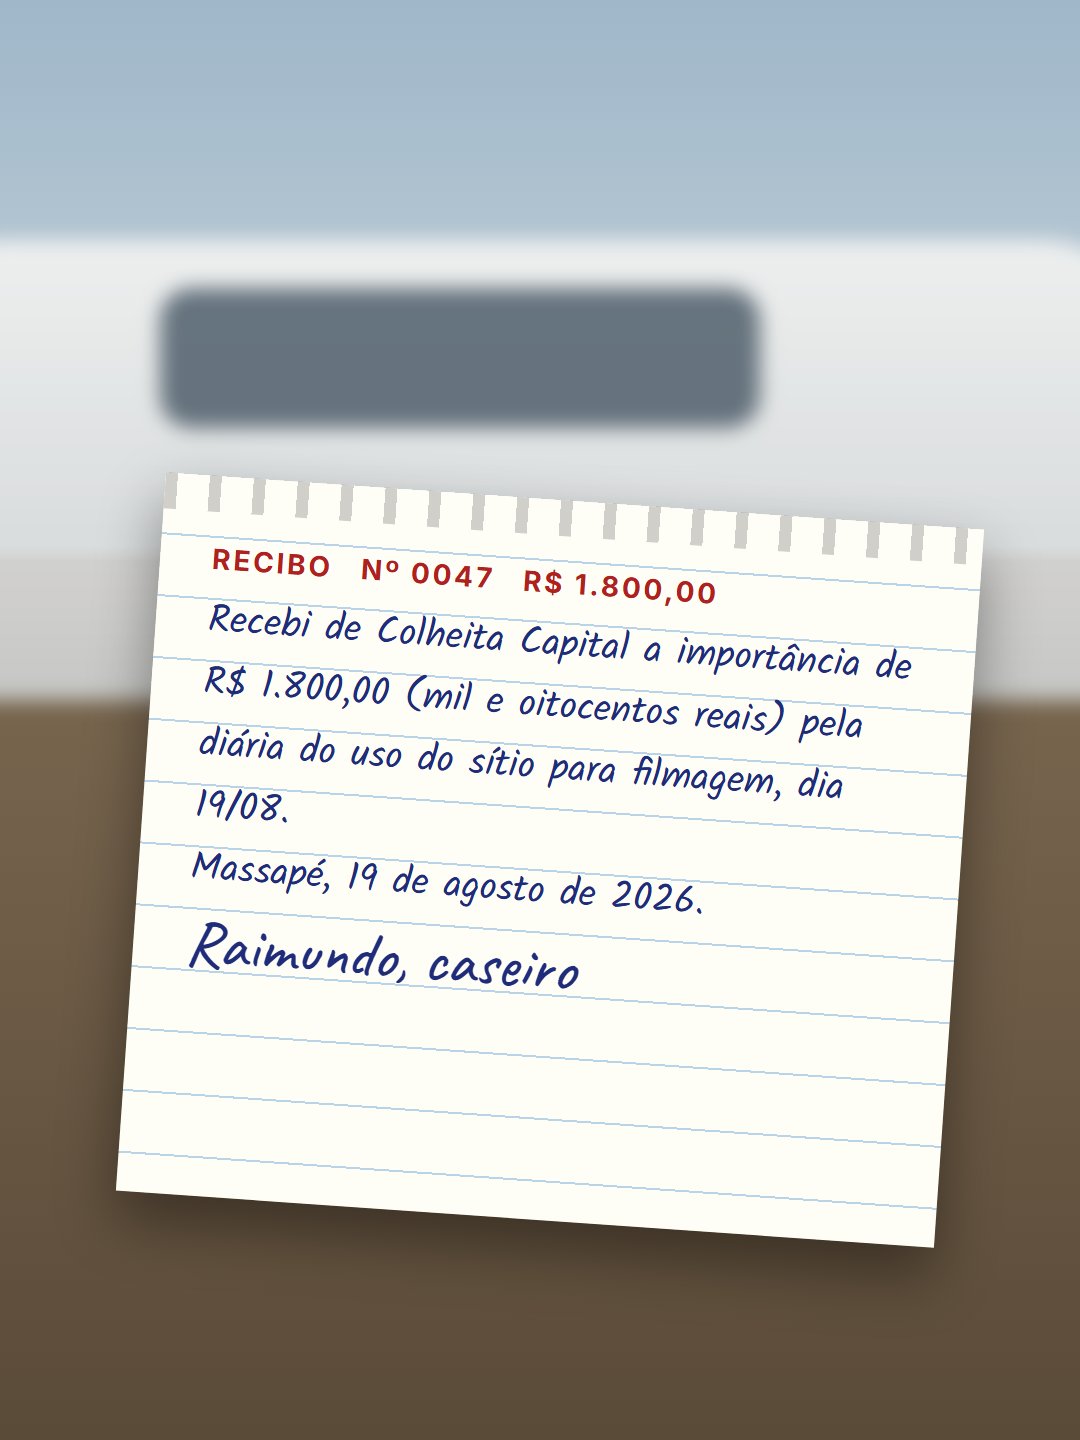 RECIBO Nº 0047 R$ 1.800,00
Recebi de Colheita Capital a importância de
R$ 1.800,00 (mil e oitocentos reais) pela
diária do uso do sítio para filmagem, dia
19/08.
Massapé, 19 de agosto de 2026.
Raimundo, caseiro